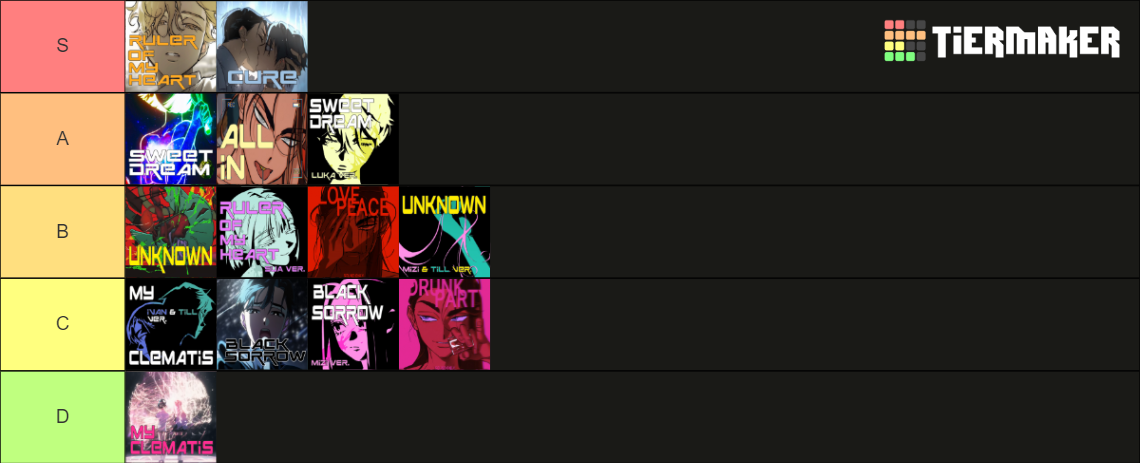 S
RULER
OF
MY
HEART
CURE
TiERMAKER
A
SWEET
DREAM
ALL
iN
SWEET
DREAM
LUKA VER.
B
UNKNOWN
RULER
OF
MY
HEART
SUA VER.
LOVE
PEACE
UNKNOWN
MiZi & TiLL VER.
C
MY
iVAN & TiLL
VER.
CLEMATiS
BLACK
SORROW
BLACK
SORROW
MiZi VER.
DRUNK
PART
D
MY
CLEMATiS